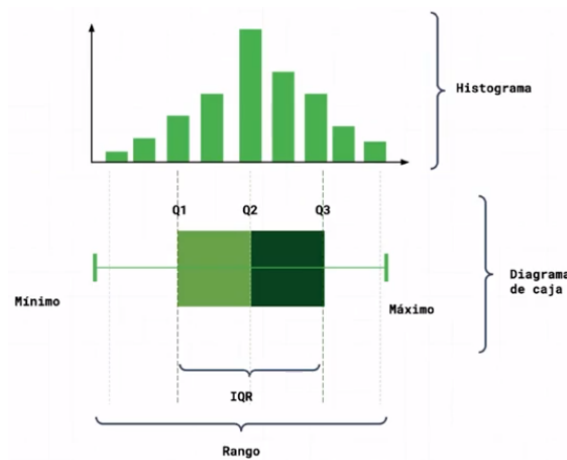 Histograma
Q1 Q2 Q3
Mínimo
Máximo
Diagrama
de caja
IQR
Rango